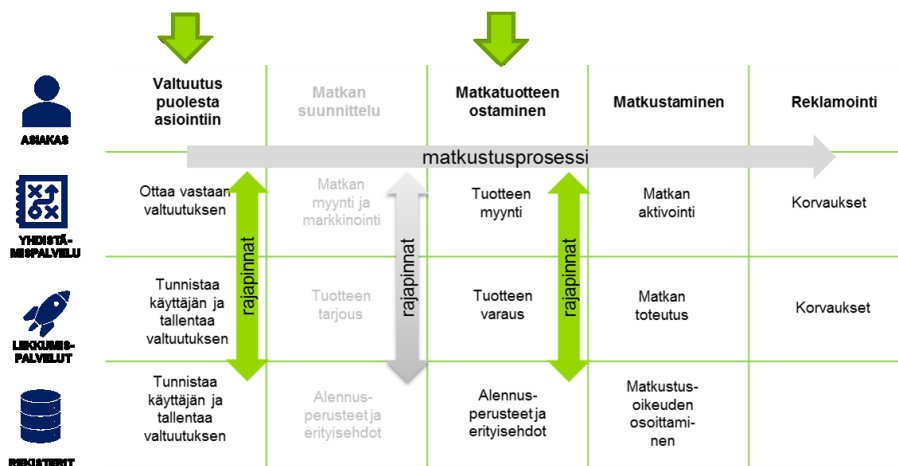 Valtuutus
puolesta
asiointiin
Matkan
suunnittelu
Matkatuotteen
ostaminen
Matkustaminen
Reklamointi
ASIAKAS
matkustusprosessi
YHDISTÄ-
MISPALVELU
Ottaa vastaan
valtuutuksen
Matkan
myynti ja
markkinointi
Tuotteen
myynti
Matkan
aktivointi
Korvaukset
rajapinnat
rajapinnat
rajapinnat
LIIKKUMIS-
PALVELUT
Tunnistaa
käyttäjän ja
tallentaa
valtuutuksen
Tuotteen
tarjous
Tuotteen
varaus
Matkan
toteutus
Korvaukset
REKISTERIT
Tunnistaa
käyttäjän ja
tallentaa
valtuutuksen
Alennus-
perusteet ja
erityisehdot
Alennus-
perusteet ja
erityisehdot
Matkustus-
oikeuden
osoittami-
nen